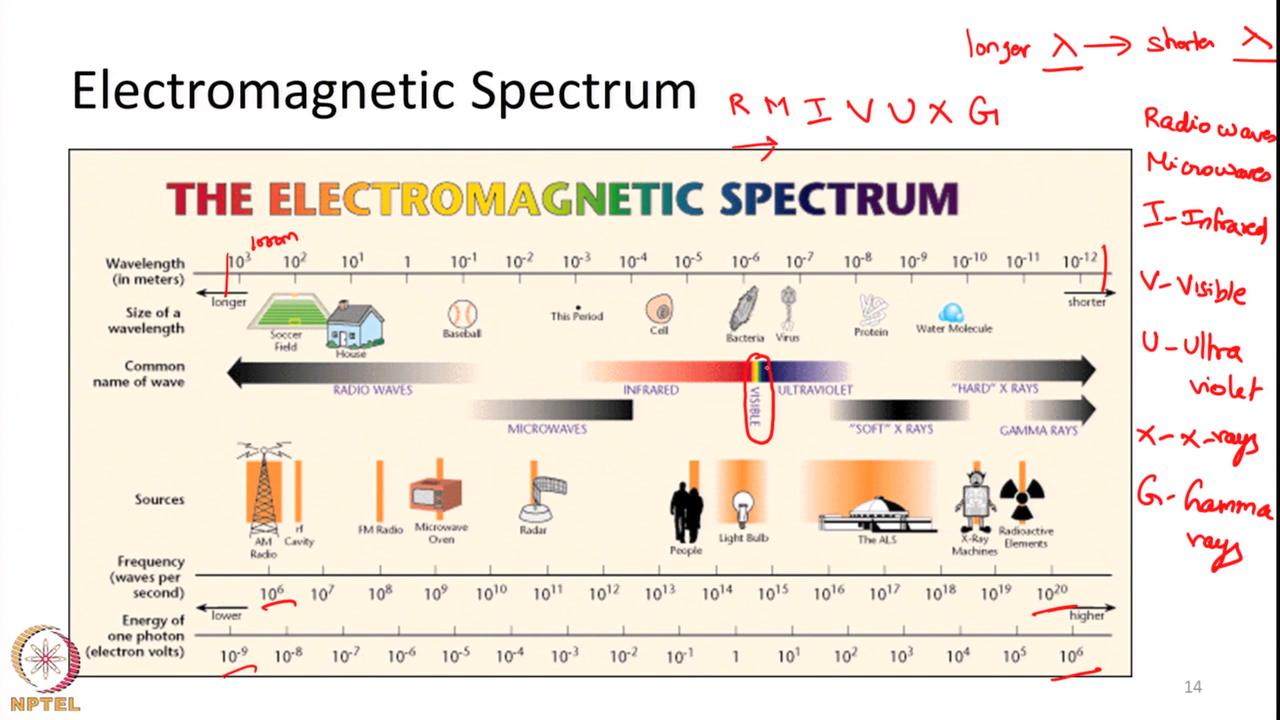 longer λ → shorter λ
Electromagnetic Spectrum
R M I V U X G
→
Radio waves
Microwaves
I - Infrared
V - Visible
U - Ultra
violet
X - X-rays
G - Gamma
rays
THE ELECTROMAGNETIC SPECTRUM
100m
Wavelength
(in meters)
10³ 10² 10¹ 1 10⁻¹ 10⁻² 10⁻³ 10⁻⁴ 10⁻⁵ 10⁻⁶ 10⁻⁷ 10⁻⁸ 10⁻⁹ 10⁻¹⁰ 10⁻¹¹ 10⁻¹²
longer shorter
Size of a
wavelength
Soccer
Field
House
Baseball
This Period
Cell
Bacteria
Virus
Protein
Water Molecule
Common
name of wave
RADIO WAVES
INFRARED
VISIBLE
ULTRAVIOLET
"HARD" X RAYS
MICROWAVES
"SOFT" X RAYS
GAMMA RAYS
Sources
AM
Radio
rf
Cavity
FM Radio
Microwave
Oven
Radar
People
Light Bulb
The ALS
X-Ray
Machines
Radioactive
Elements
Frequency
(waves per
second)
10⁶ 10⁷ 10⁸ 10⁹ 10¹⁰ 10¹¹ 10¹² 10¹³ 10¹⁴ 10¹⁵ 10¹⁶ 10¹⁷ 10¹⁸ 10¹⁹ 10²⁰
lower higher
Energy of
one photon
(electron volts)
10⁻⁹ 10⁻⁸ 10⁻⁷ 10⁻⁶ 10⁻⁵ 10⁻⁴ 10⁻³ 10⁻² 10⁻¹ 1 10¹ 10² 10³ 10⁴ 10⁵ 10⁶
NPTEL
14